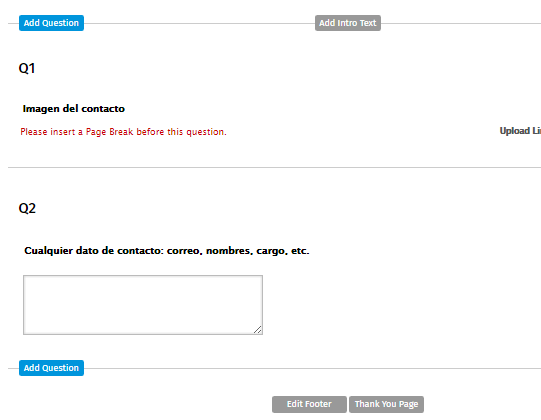 Add Question Add Intro Text
Q1
Imagen del contacto
Please insert a Page Break before this question. Upload Li
Q2
Cualquier dato de contacto: correo, nombres, cargo, etc.
Add Question
Edit Footer Thank You Page